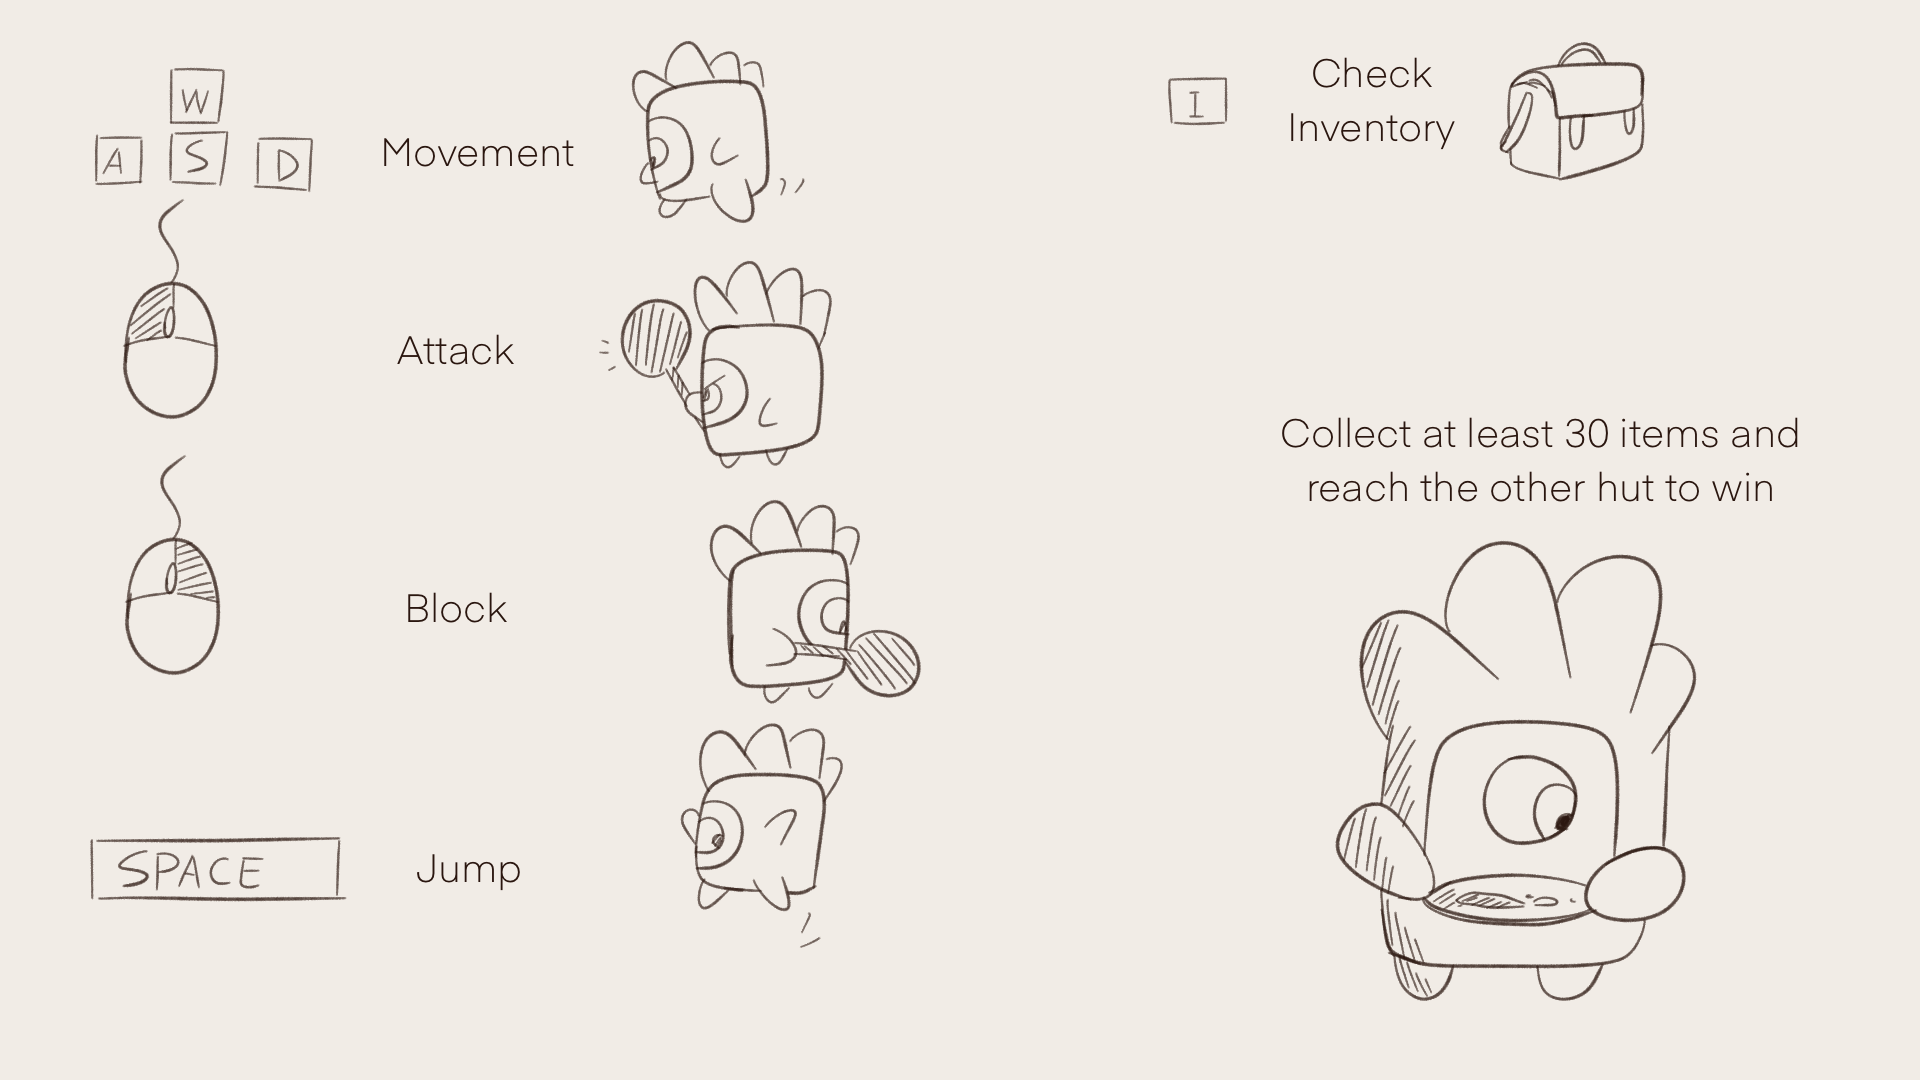 W
A S D
Movement
Attack
Block
SPACE
Jump
I
Check
Inventory
Collect at least 30 items and
reach the other hut to win